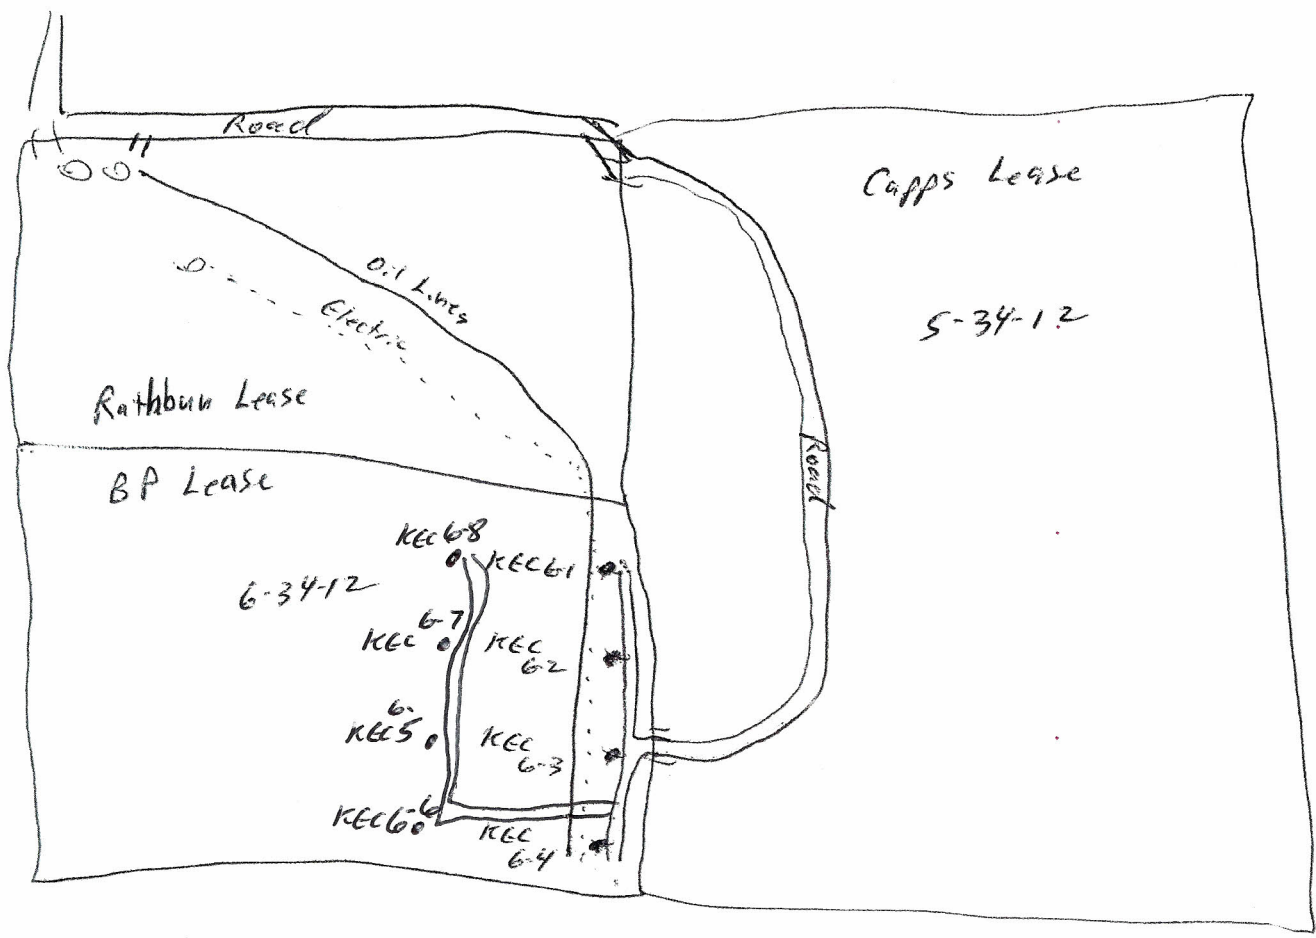 Road
Capps Lease
Oil Lines
5-34-12
Electric
Rathbun Lease
Road
BP Lease
KEC 6-8
KEC 6-1
6-34-12
6-7
KEC
KEC
6-2
6-
KEC 5
KEC
6-3
KEC 6-6
KEC
6-4